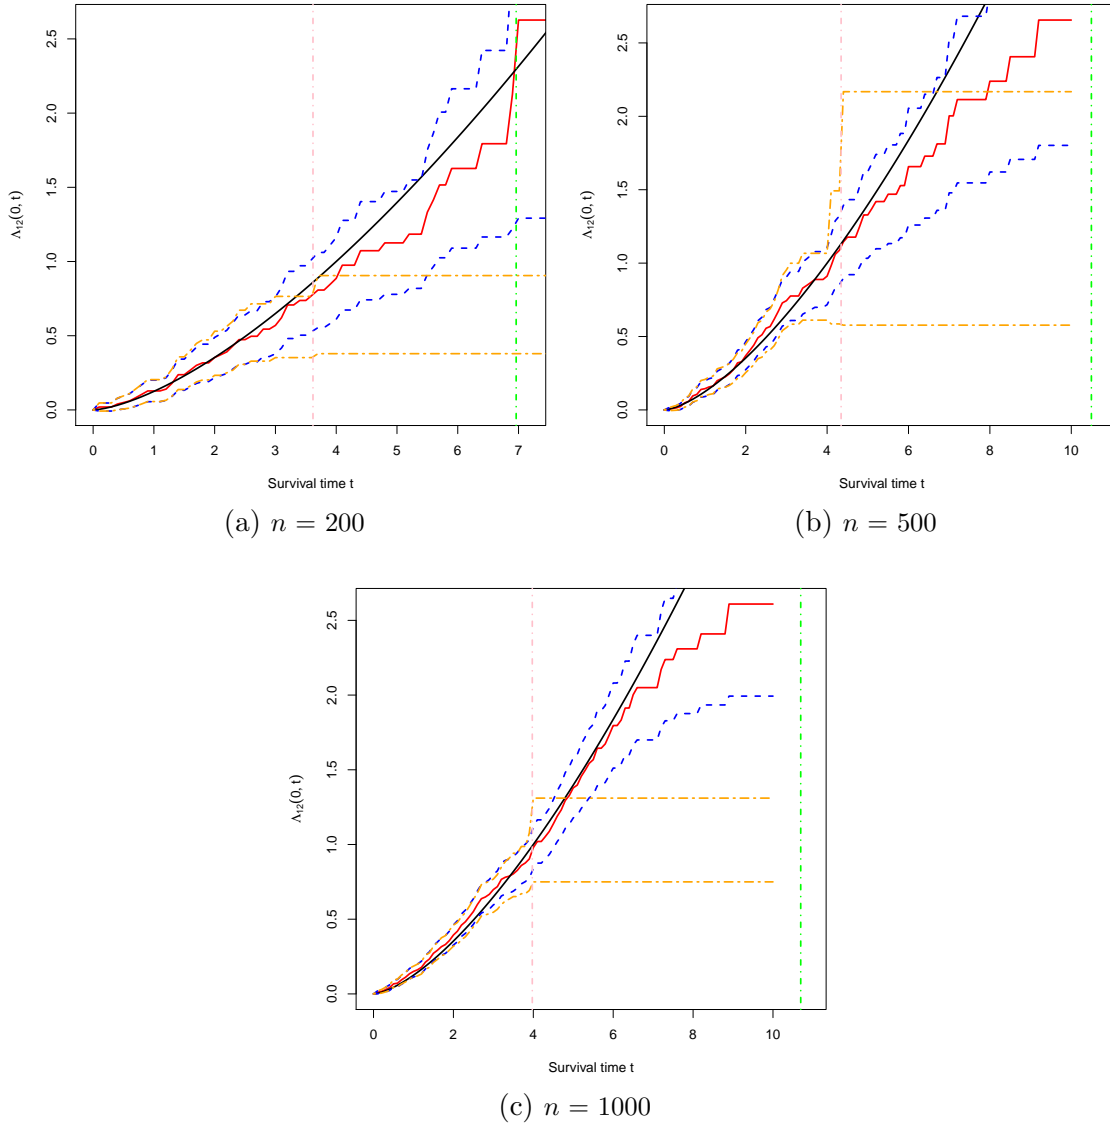 Λ12(0, t)
0.0 0.5 1.0 1.5 2.0 2.5
0 1 2 3 4 5 6 7
Survival time t
(a) n = 200
Λ12(0, t)
0.0 0.5 1.0 1.5 2.0 2.5
0 2 4 6 8 10
Survival time t
(b) n = 500
Λ12(0, t)
0.0 0.5 1.0 1.5 2.0 2.5
0 2 4 6 8 10
Survival time t
(c) n = 1000